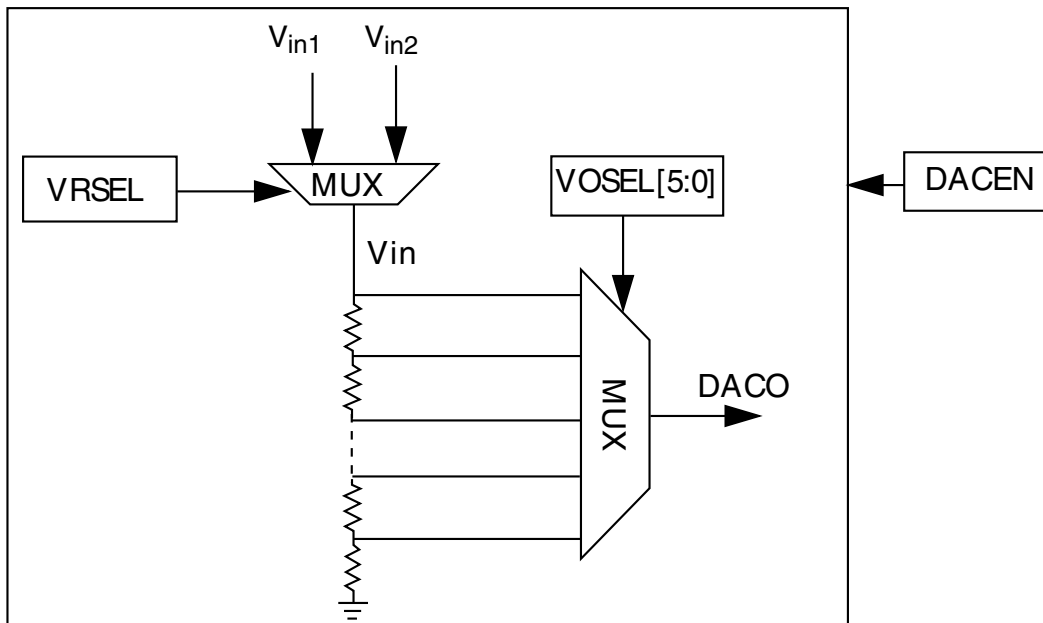 Vin1 Vin2
VRSEL
MUX
VOSEL[5:0]
DACEN
Vin
MUX
DACO